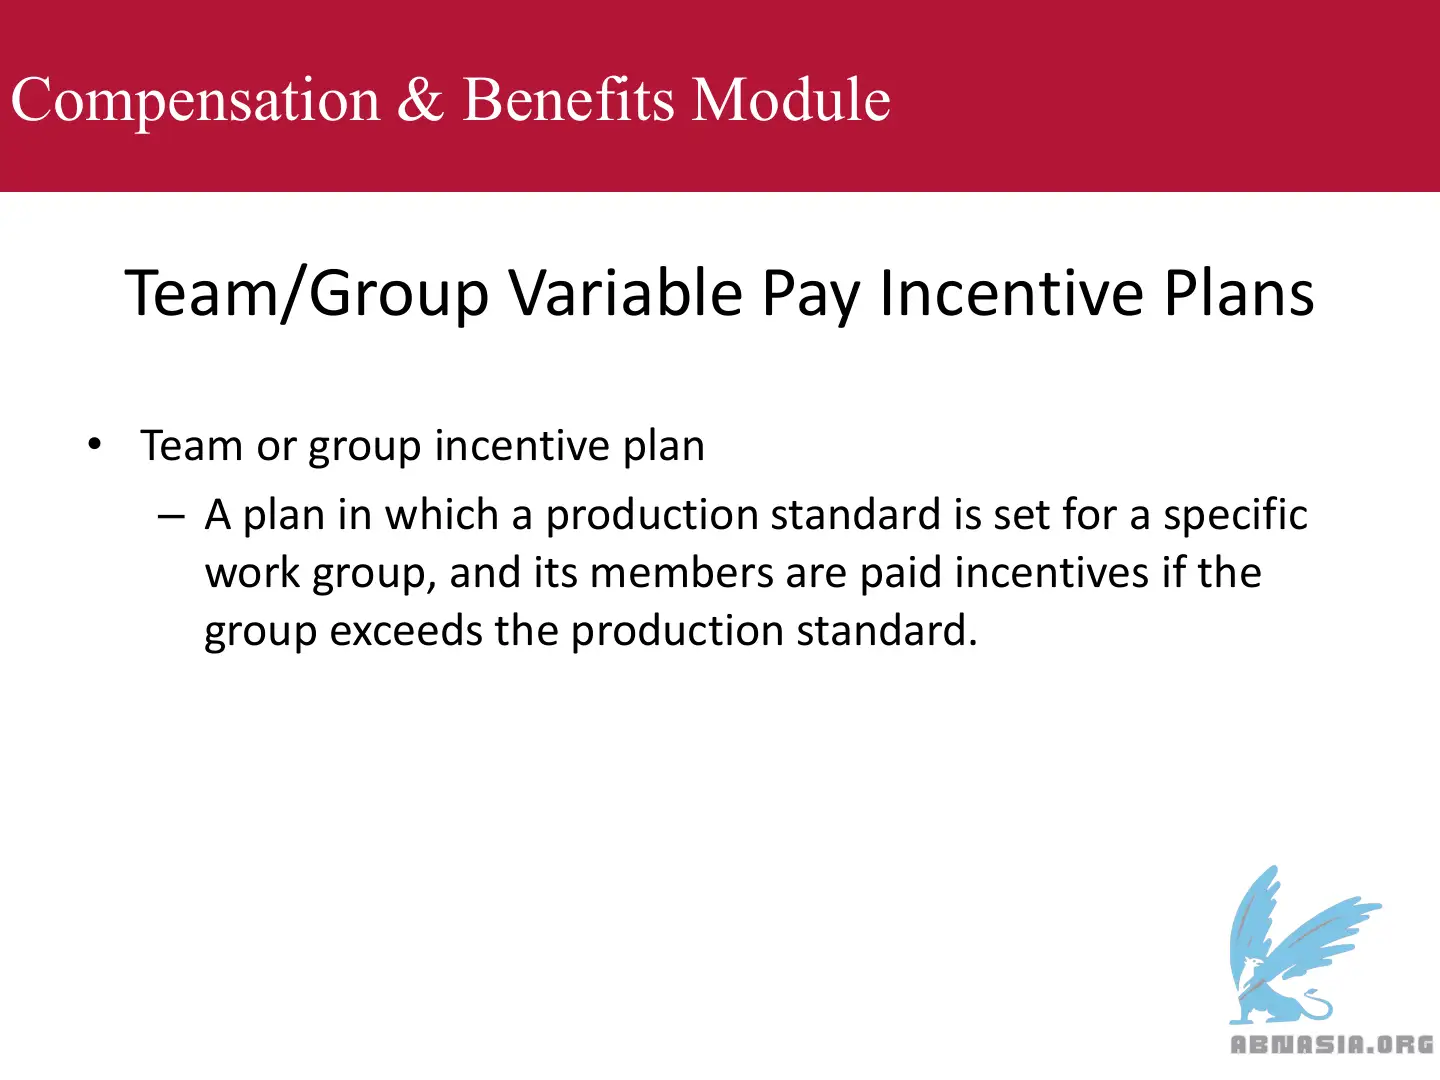 Compensation & Benefits Module
Team/Group Variable Pay Incentive Plans
• Team or group incentive plan
– A plan in which a production standard is set for a specific
work group, and its members are paid incentives if the
group exceeds the production standard.
ABNASIA.ORG